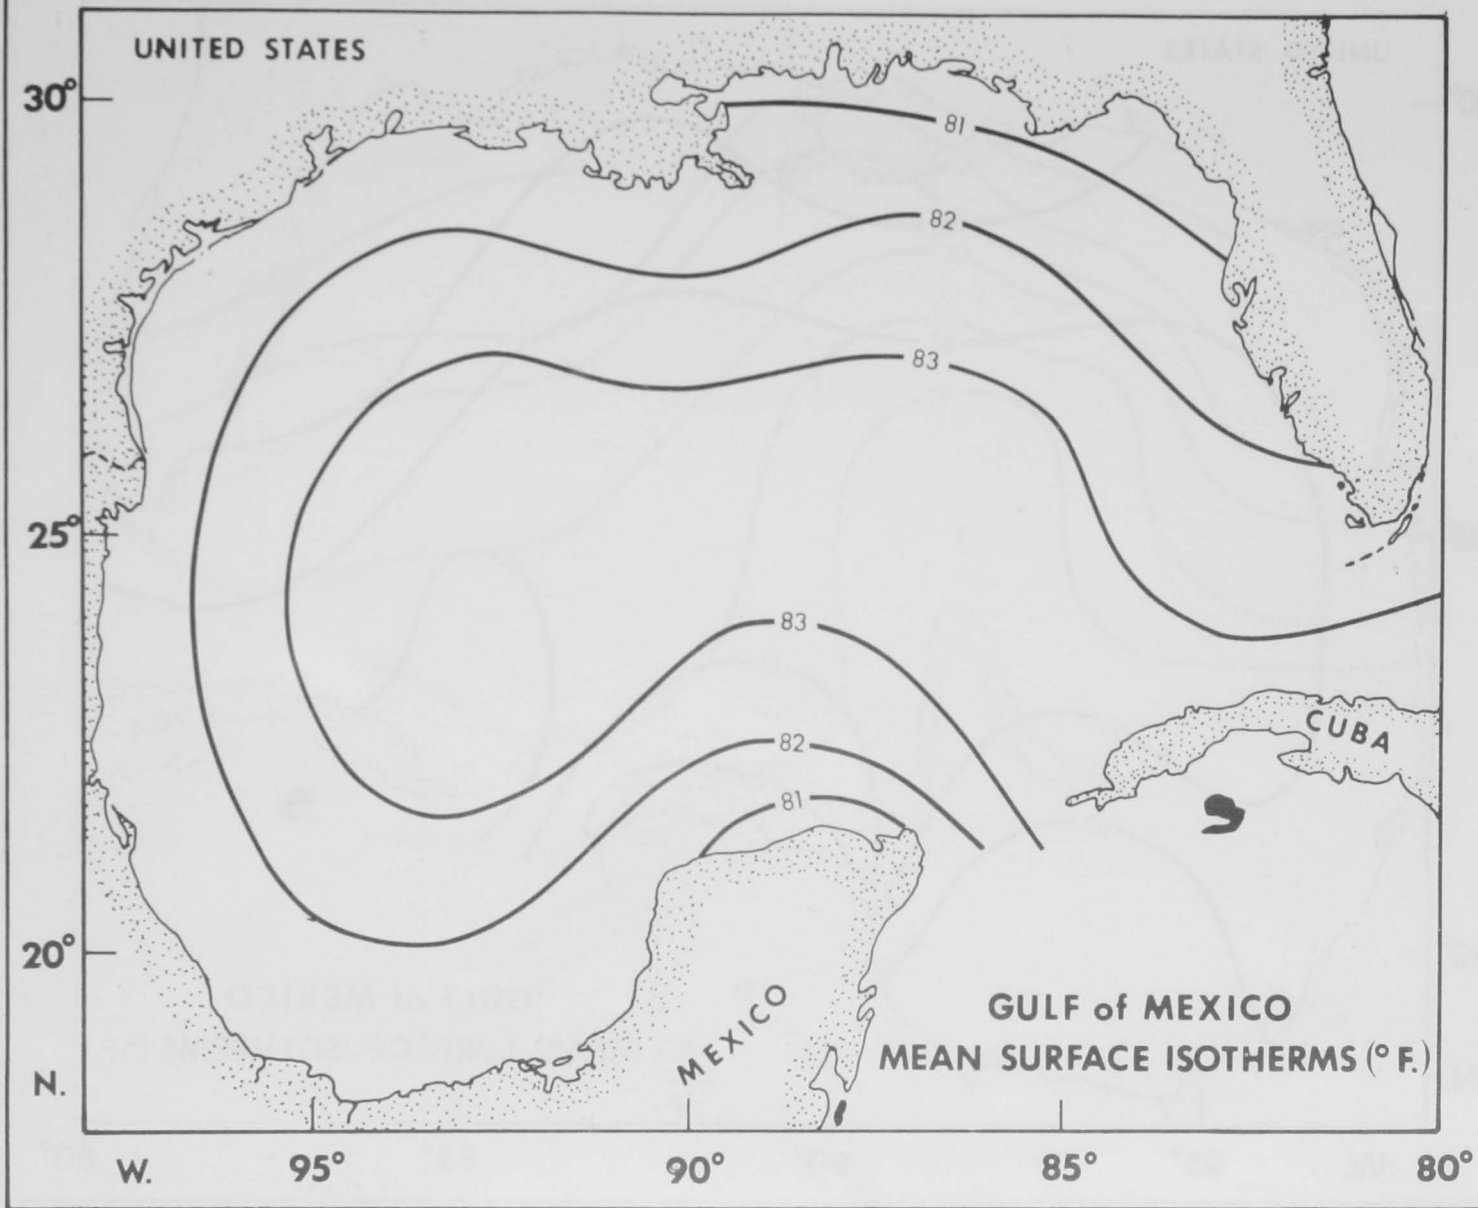 UNITED STATES
30°
81
82
83
25°
83
82
81
CUBA
20°
MEXICO
GULF of MEXICO
MEAN SURFACE ISOTHERMS (° F.)
N.
W.
95°
90°
85°
80°